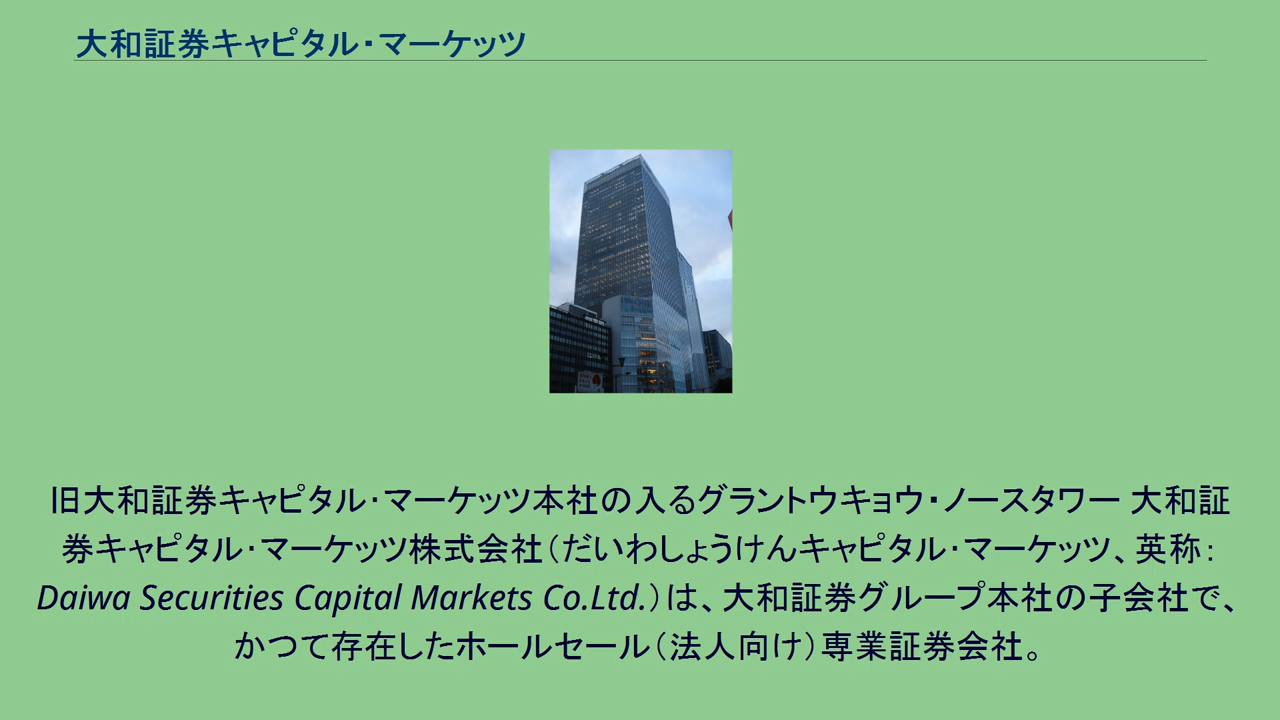 大和証券キャピタル・マーケッツ
旧大和証券キャピタル・マーケッツ本社の入るグラントウキョウ・ノースタワー 大和証
券キャピタル・マーケッツ株式会社（だいわしょうけんキャピタル・マーケッツ、英称：
Daiwa Securities Capital Markets Co.Ltd.）は、大和証券グループ本社の子会社で、
かつて存在したホールセール（法人向け）専業証券会社。